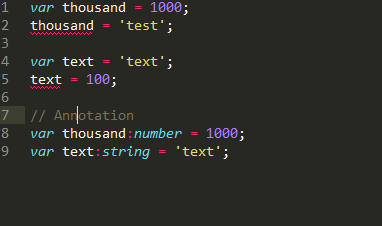 1 var thousand = 1000;
2 thousand = 'test';
3
4 var text = 'text';
5 text = 100;
6
7 // Annotation
8 var thousand:number = 1000;
9 var text:string = 'text';